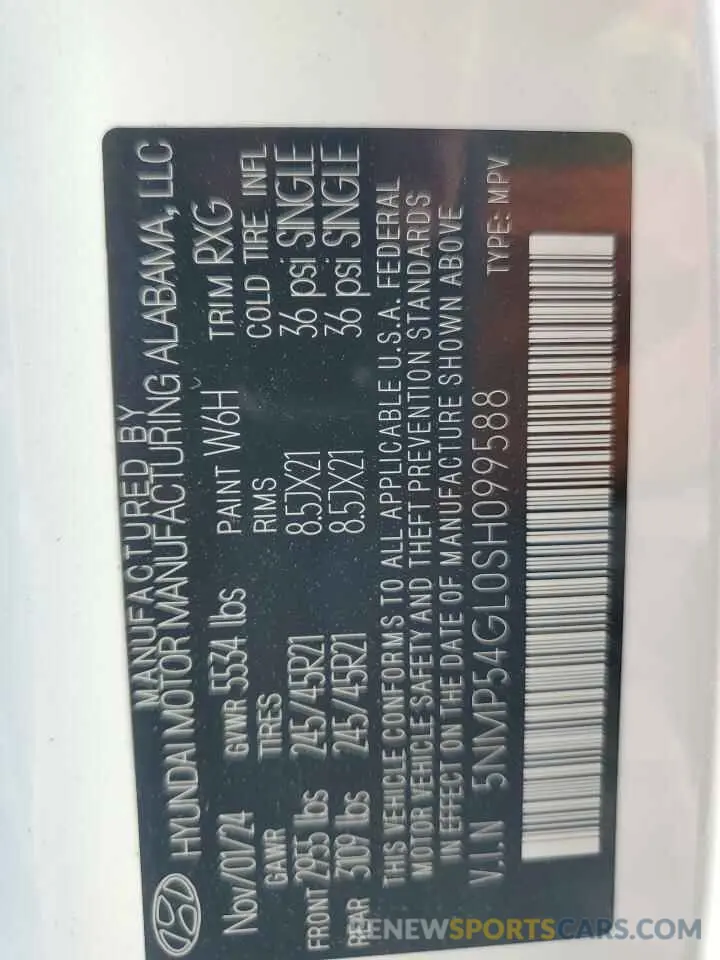 MANUFACTURED BY
HYUNDAI MOTOR MANUFACTURING ALABAMA, LLC
Nov/01/24 GVWR 5534 lbs PAINT W6H TRIM RXG
GAWR TIRES RIMS COLD TIRE INFL
FRONT 2955 lbs 245/45R21 8.5JX21 36 psi SINGLE
REAR 3109 lbs 245/45R21 8.5JX21 36 psi SINGLE
THIS VEHICLE CONFORMS TO ALL APPLICABLE U.S.A. FEDERAL
MOTOR VEHICLE SAFETY AND THEFT PREVENTION STANDARDS
IN EFFECT ON THE DATE OF MANUFACTURE SHOWN ABOVE
V.I.N 5NMP54GL0SH099588 TYPE: MPV
NEWSPORTSCARS.COM